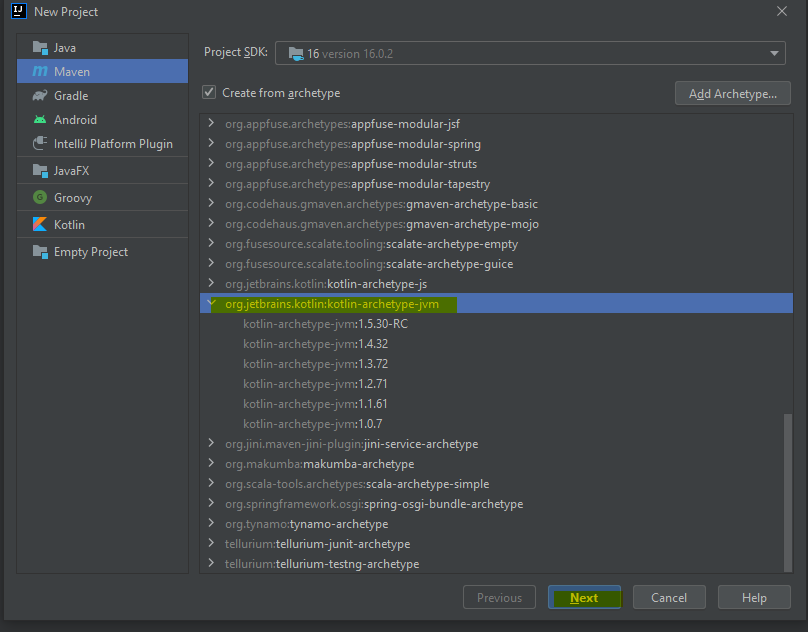 New Project
Java
Maven
Gradle
Android
IntelliJ Platform Plugin
JavaFX
Groovy
Kotlin
Empty Project
Project SDK: 16 version 16.0.2
Create from archetype
Add Archetype...
org.appfuse.archetypes:appfuse-modular-jsf
org.appfuse.archetypes:appfuse-modular-spring
org.appfuse.archetypes:appfuse-modular-struts
org.appfuse.archetypes:appfuse-modular-tapestry
org.codehaus.gmaven.archetypes:gmaven-archetype-basic
org.codehaus.gmaven.archetypes:gmaven-archetype-mojo
org.fusesource.scalate.tooling:scalate-archetype-empty
org.fusesource.scalate.tooling:scalate-archetype-guice
org.jetbrains.kotlin:kotlin-archetype-js
org.jetbrains.kotlin:kotlin-archetype-jvm
kotlin-archetype-jvm:1.5.30-RC
kotlin-archetype-jvm:1.4.32
kotlin-archetype-jvm:1.3.72
kotlin-archetype-jvm:1.2.71
kotlin-archetype-jvm:1.1.61
kotlin-archetype-jvm:1.0.7
org.jini.maven-jini-plugin:jini-service-archetype
org.makumba:makumba-archetype
org.scala-tools.archetypes:scala-archetype-simple
org.springframework.osgi:spring-osgi-bundle-archetype
org.tynamo:tynamo-archetype
tellurium:tellurium-junit-archetype
tellurium:tellurium-testng-archetype
Previous
Next
Cancel
Help